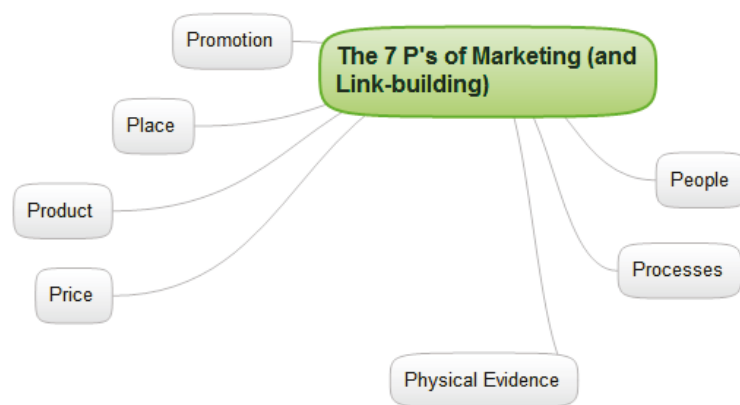 Promotion
The 7 P's of Marketing (and
Link-building)
Place
People
Product
Processes
Price
Physical Evidence